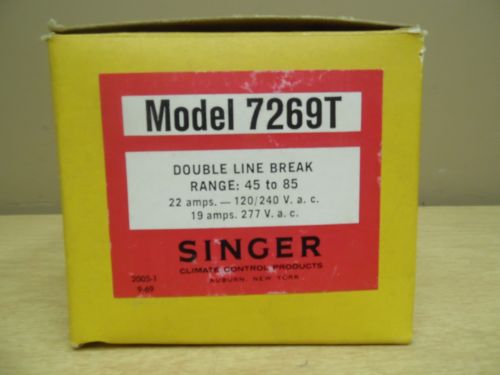 Model 7269T
DOUBLE LINE BREAK
RANGE: 45 to 85
22 amps. — 120/240 V. a. c.
19 amps. 277 V. a. c.
SINGER
CLIMATE CONTROL PRODUCTS
AUBURN, NEW YORK
2005-1
9-69